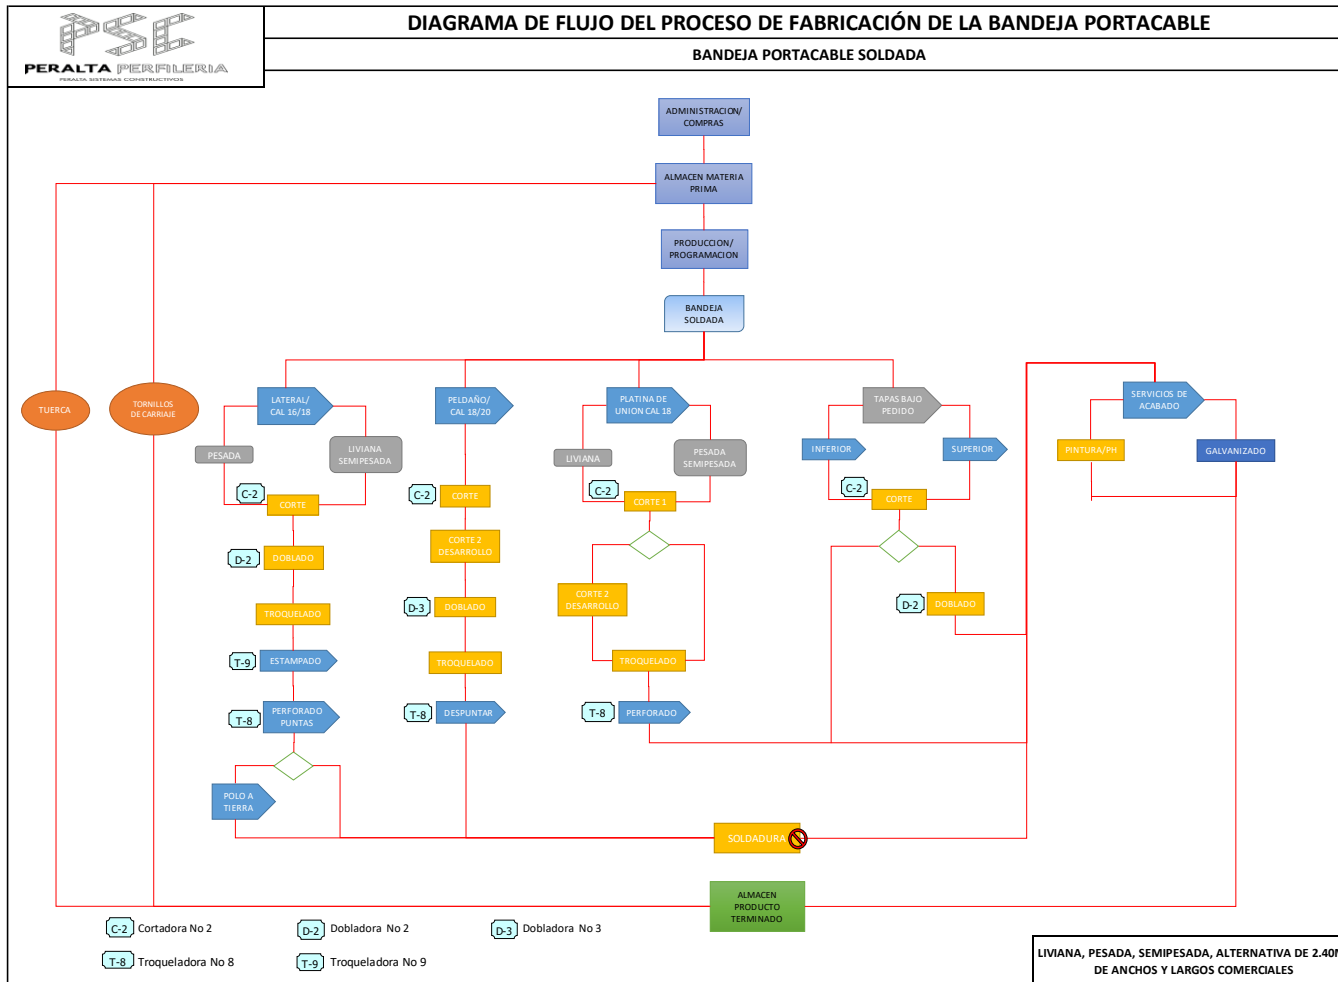 PSC
PERALTA PERFILERIA
PERALTA SISTEMAS CONSTRUCTIVOS
DIAGRAMA DE FLUJO DEL PROCESO DE FABRICACIÓN DE LA BANDEJA PORTACABLE
BANDEJA PORTACABLE SOLDADA
ADMINISTRACION/
COMPRAS
ALMACEN MATERIA
PRIMA
PRODUCCION/
PROGRAMACION
BANDEJA
SOLDADA
TUERCA
TORNILLOS
DE CARRIAJE
LATERAL/
CAL 16/18
PELDAÑO/
CAL 18/20
PLATINA DE
UNION CAL 18
TAPAS BAJO
PEDIDO
SERVICIOS DE
ACABADO
PESADA
LIVIANA
SEMIPESADA
LIVIANA
PESADA
SEMIPESADA
INFERIOR
SUPERIOR
PINTURA/PH
GALVANIZADO
C-2
CORTE
C-2
CORTE
C-2
CORTE 1
C-2
CORTE
D-2
DOBLADO
CORTE 2
DESARROLLO
CORTE 2
DESARROLLO
D-2
DOBLADO
TROQUELADO
D-3
DOBLADO
T-9
ESTAMPADO
TROQUELADO
TROQUELADO
T-8
PERFORADO
PUNTAS
T-8
DESPUNTAR
T-8
PERFORADO
POLO A
TIERRA
SOLDADURA
ALMACEN
PRODUCTO
TERMINADO
C-2 Cortadora No 2
D-2 Dobladora No 2
D-3 Dobladora No 3
T-8 Troqueladora No 8
T-9 Troqueladora No 9
LIVIANA, PESADA, SEMIPESADA, ALTERNATIVA DE 2.40M
DE ANCHOS Y LARGOS COMERCIALES